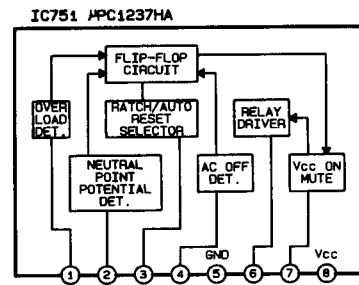 IC751 μPC1237HA
FLIP-FLOP
CIRCUIT
OVER
LOAD
DET.
RATCH/AUTO
RESET
SELECTOR
RELAY
DRIVER
NEUTRAL
POINT
POTENTIAL
DET.
AC OFF
DET.
Vcc ON
MUTE
GND
Vcc
1 2 3 4 5 6 7 8